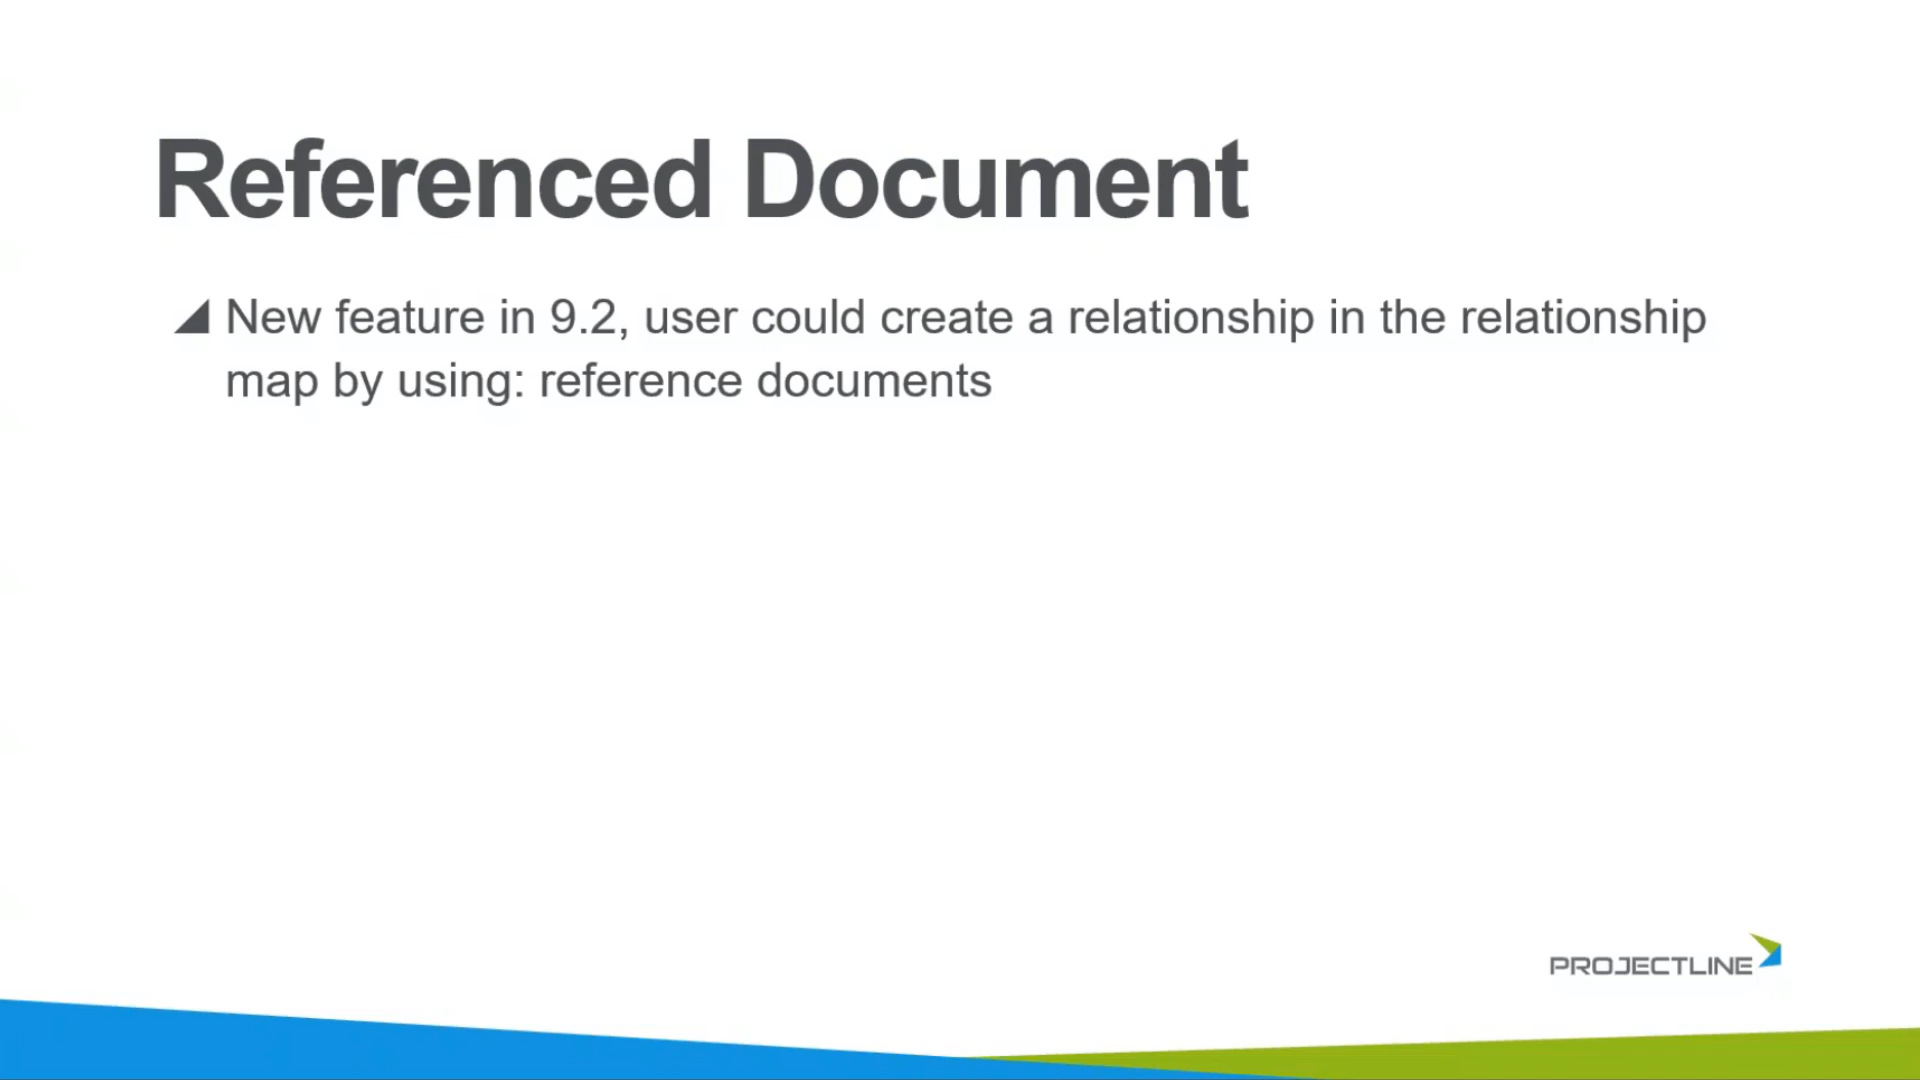 Referenced Document
New feature in 9.2, user could create a relationship in the relationship
map by using: reference documents
PROJECTLINE